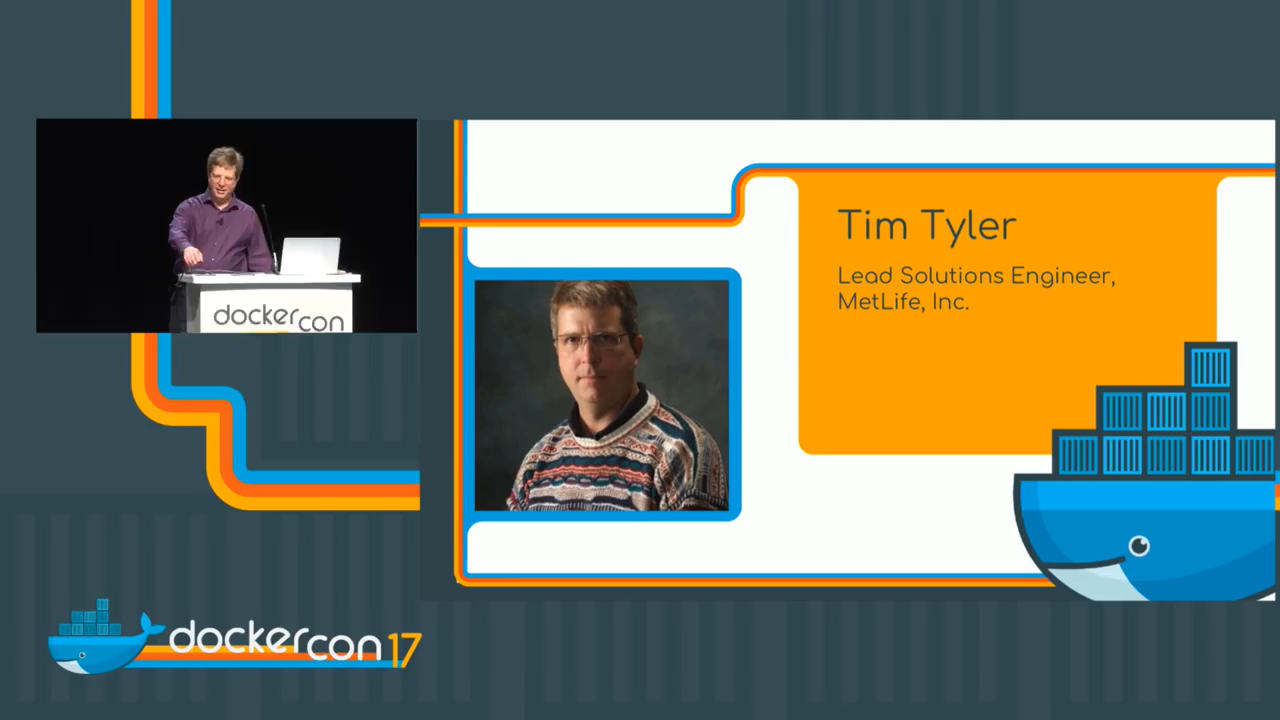 Tim Tyler
Lead Solutions Engineer,
MetLife, Inc.
dockercon
dockercon17